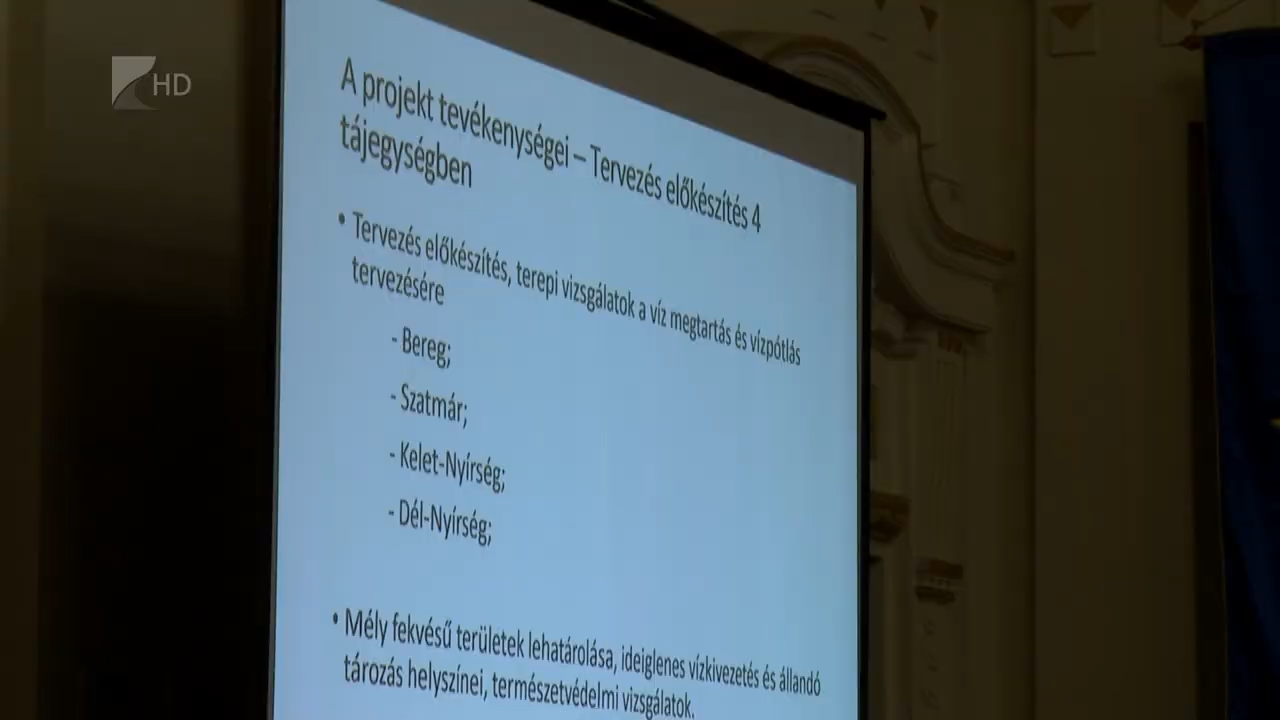 HD
A projekt tevékenységei – Tervezés előkészítés 4
tájegységben
• Tervezés előkészítés, terepi vizsgálatok a víz megtartás és vízpótlás
tervezésére
- Bereg;
- Szatmár;
- Kelet-Nyírség;
- Dél-Nyírség;
• Mély fekvésű területek lehatárolása, ideiglenes vízkivezetés és állandó
tározás helyszínei, természetvédelmi vizsgálatok.